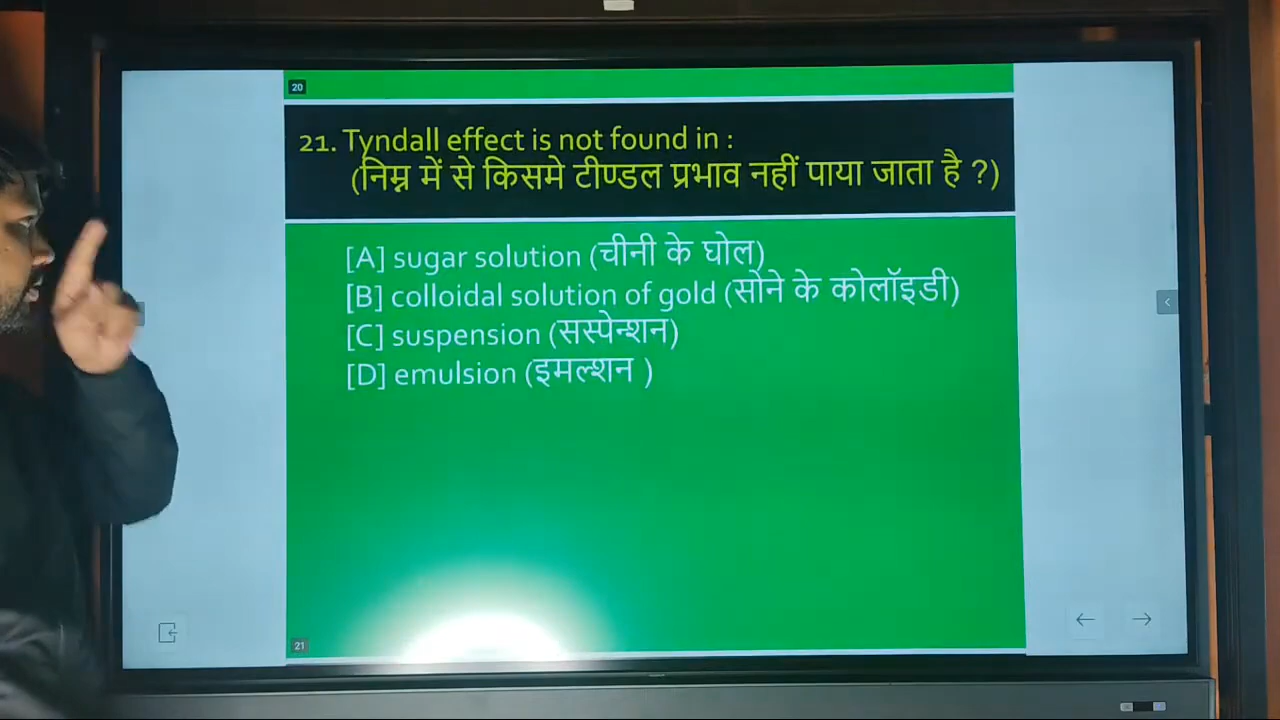 20
21. Tyndall effect is not found in :
(निम्न में से किसमे टीण्डल प्रभाव नहीं पाया जाता है ?)
[A] sugar solution (चीनी के घोल)
[B] colloidal solution of gold (सोने के कोलॉइडी)
[C] suspension (सस्पेन्शन)
[D] emulsion (इमल्शन )
21